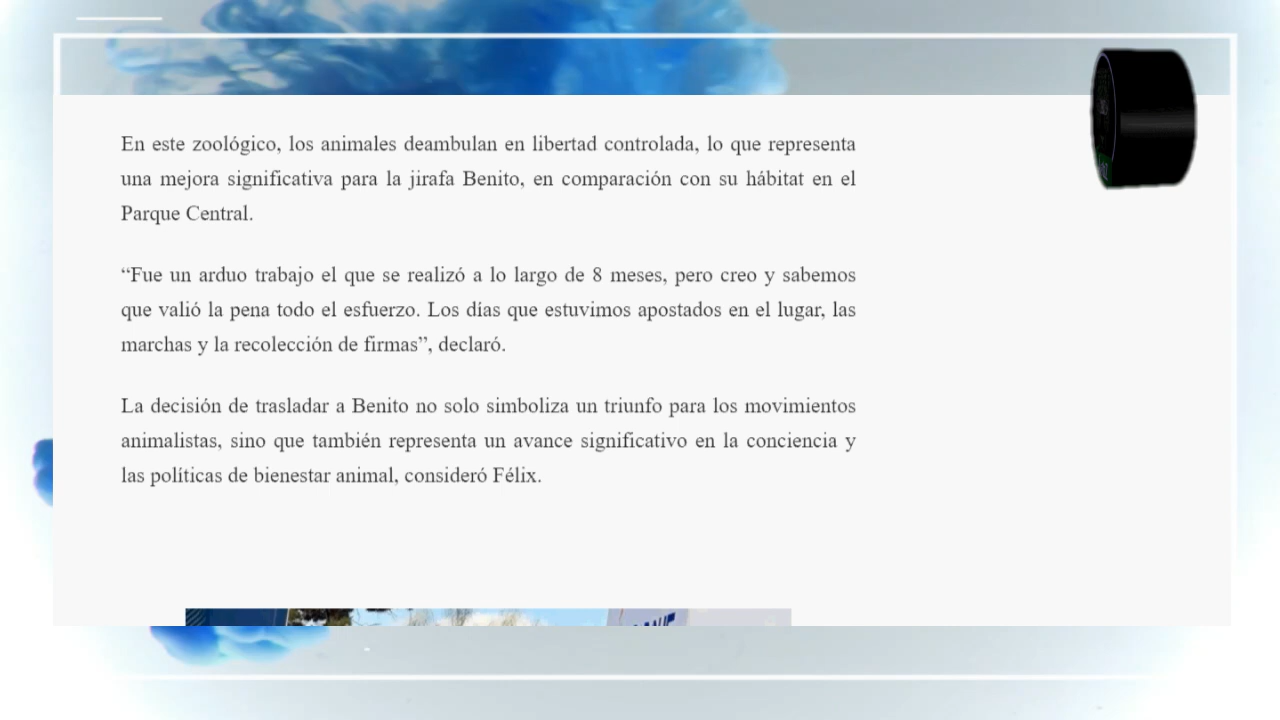 En este zoológico, los animales deambulan en libertad controlada, lo que representa
una mejora significativa para la jirafa Benito, en comparación con su hábitat en el
Parque Central.
“Fue un arduo trabajo el que se realizó a lo largo de 8 meses, pero creo y sabemos
que valió la pena todo el esfuerzo. Los días que estuvimos apostados en el lugar, las
marchas y la recolección de firmas”, declaró.
La decisión de trasladar a Benito no solo simboliza un triunfo para los movimientos
animalistas, sino que también representa un avance significativo en la conciencia y
las políticas de bienestar animal, consideró Félix.